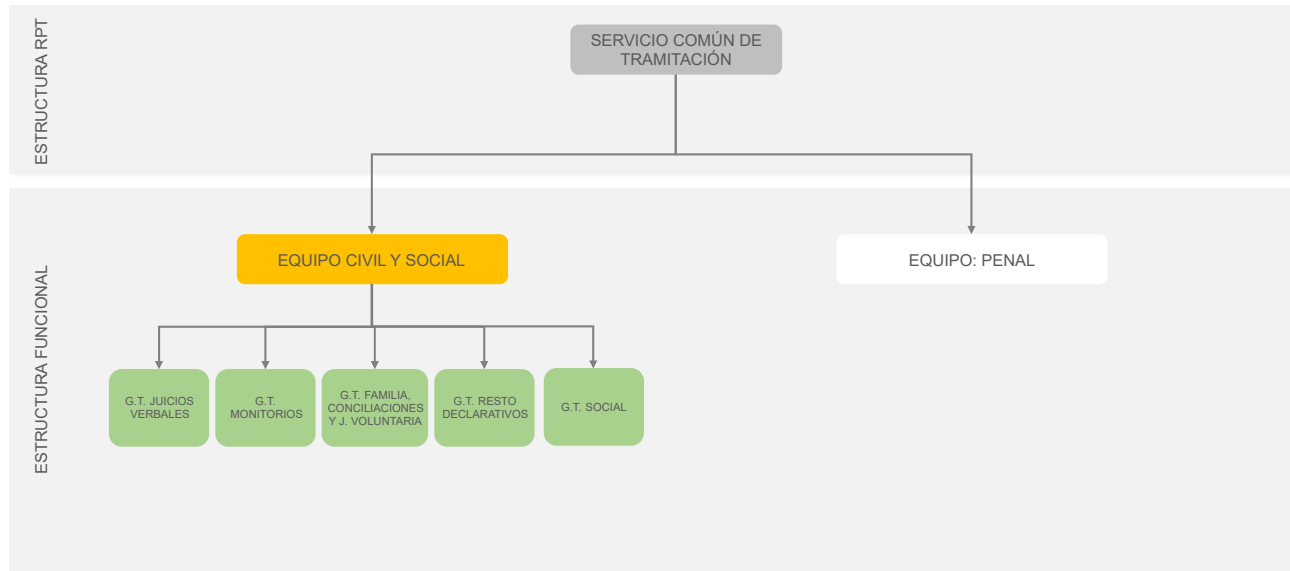 ESTRUCTURA RPT
SERVICIO COMÚN DE
TRAMITACIÓN
ESTRUCTURA FUNCIONAL
EQUIPO CIVIL Y SOCIAL
EQUIPO: PENAL
G.T. JUICIOS
VERBALES
G.T.
MONITORIOS
G.T. FAMILIA,
CONCILIACIONES
Y J. VOLUNTARIA
G.T. RESTO
DECLARATIVOS
G.T. SOCIAL